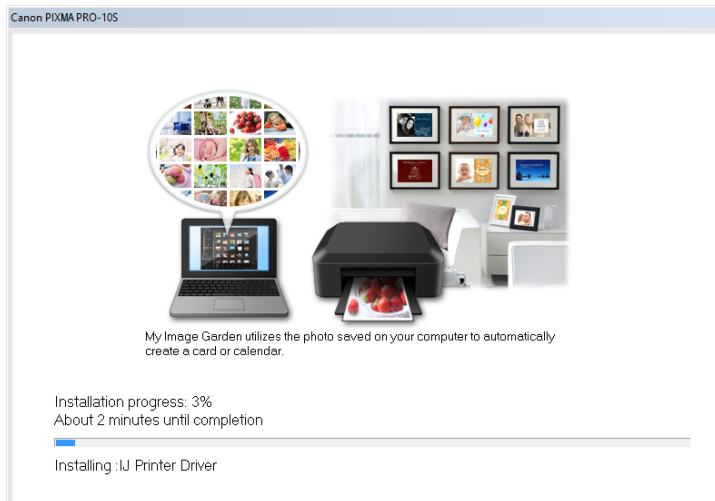 Canon PIXMA PRO-10S
My Image Garden utilizes the photo saved on your computer to automatically
create a card or calendar.
Installation progress: 3%
About 2 minutes until completion
Installing :IJ Printer Driver